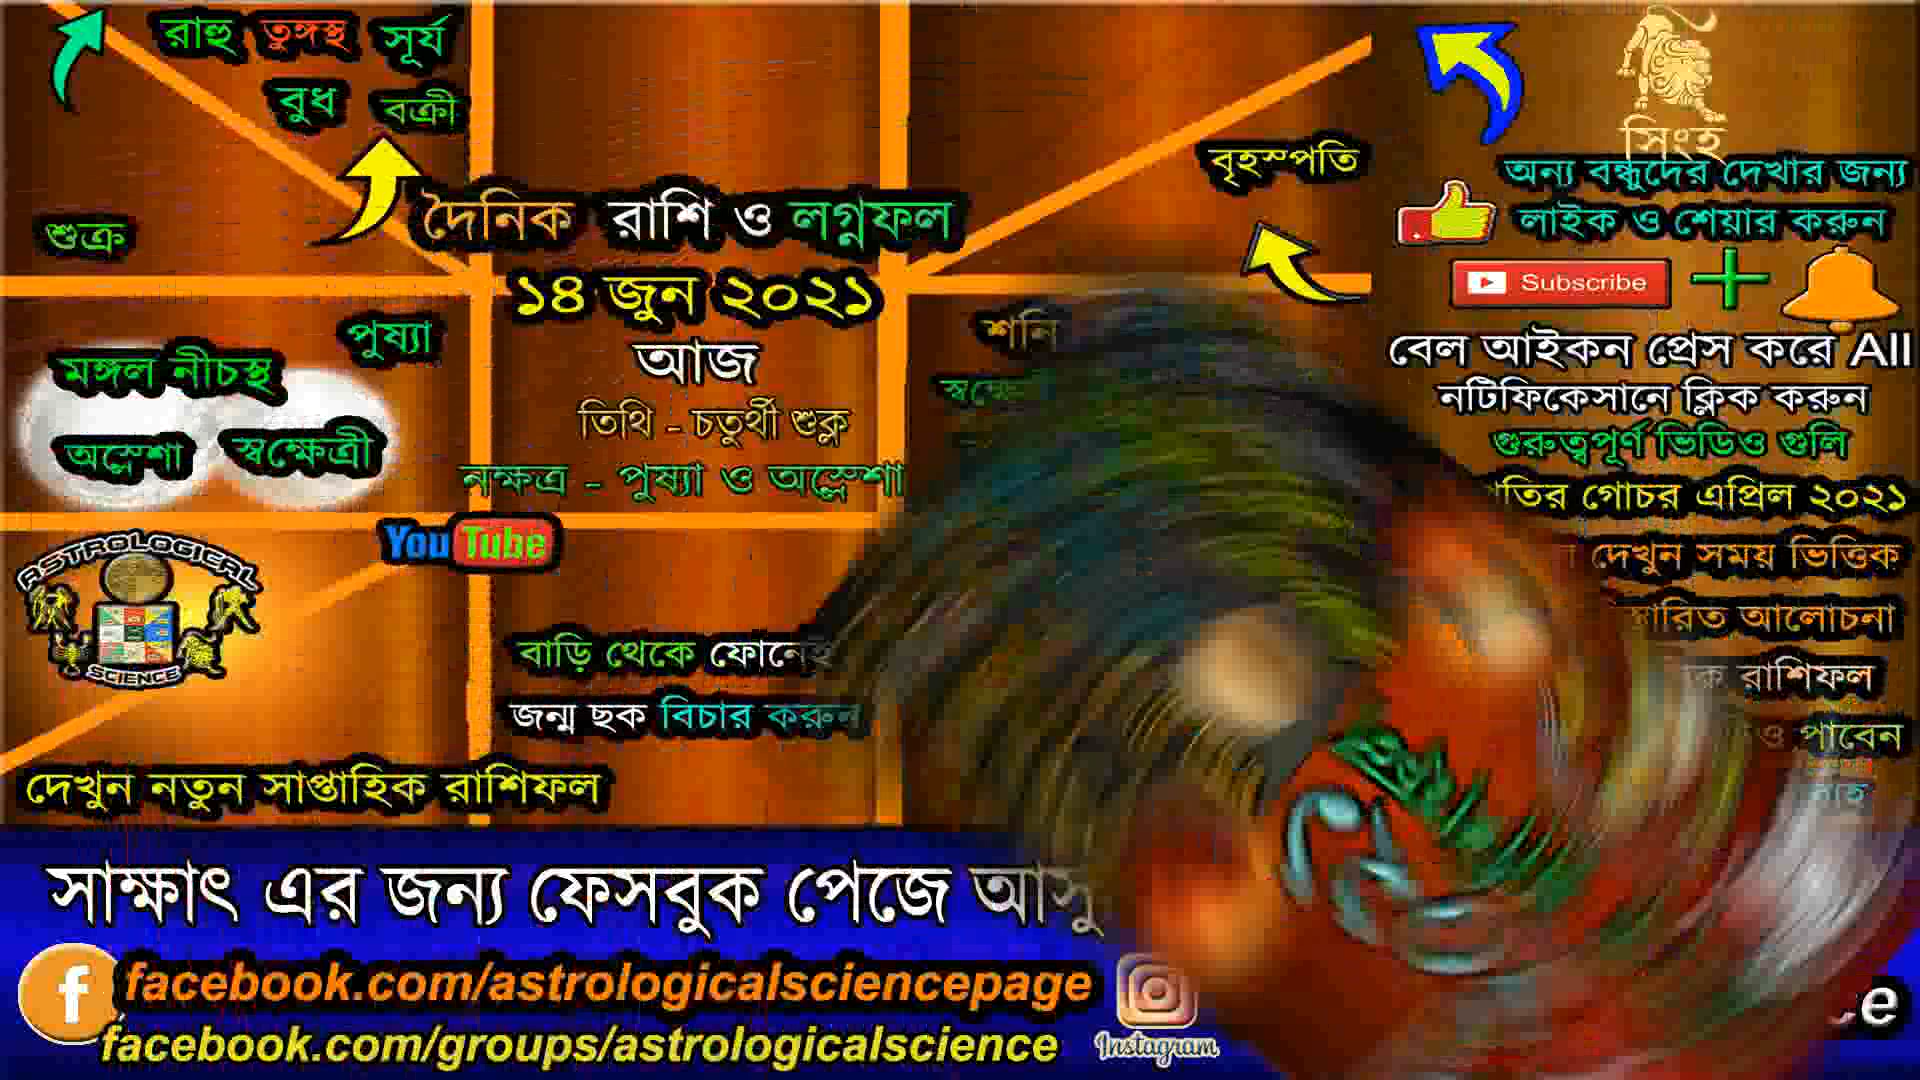 রাহু তুঙ্গস্থ সূর্য
বুধ বক্রী
শুক্র
বৃহস্পতি
দৈনিক রাশি ও লগ্নফল
১৪ জুন ২০২১
আজ
তিথি - চতুর্থী শুক্ল
নক্ষত্র - পুষ্যা ও অশ্লেশা
পুষ্যা
মঙ্গল নীচস্থ
অশ্লেশা স্বক্ষেত্রী
শনি
ASTROLOGICAL
SCIENCE
YouTube
বাড়ি থেকে ফোনেই
জন্ম ছক বিচার করুন
দেখুন নতুন সাপ্তাহিক রাশিফল
সিংহ
অন্য বন্ধুদের দেখার জন্য
লাইক ও শেয়ার করুন
Subscribe +
বেল আইকন প্রেস করে All
নটিফিকেসানে ক্লিক করুন
গুরুত্বপূর্ণ ভিডিও গুলি
গোচর এপ্রিল ২০২১
দেখুন সময় ভিত্তিক
আলোচনা
রাশিফল
পাবেন
সাক্ষাৎ এর জন্য ফেসবুক পেজে
f facebook.com/astrologicalsciencepage
facebook.com/groups/astrologicalscience
Instagram